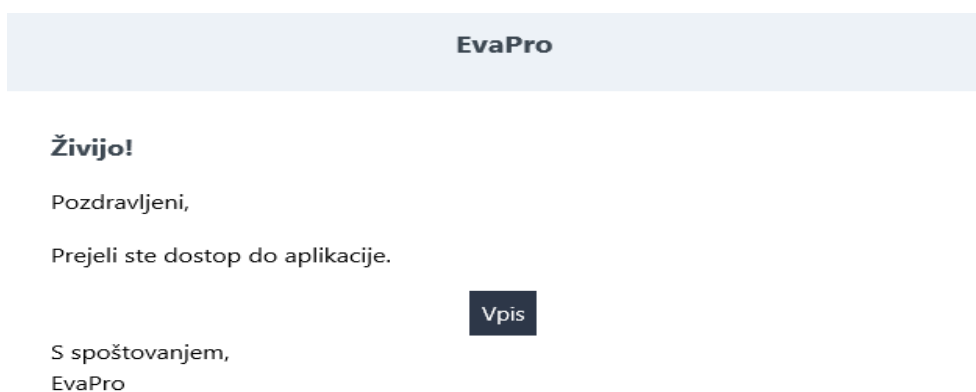 EvaPro
Živijo!
Pozdravljeni,
Prejeli ste dostop do aplikacije.
Vpis
S spoštovanjem,
EvaPro